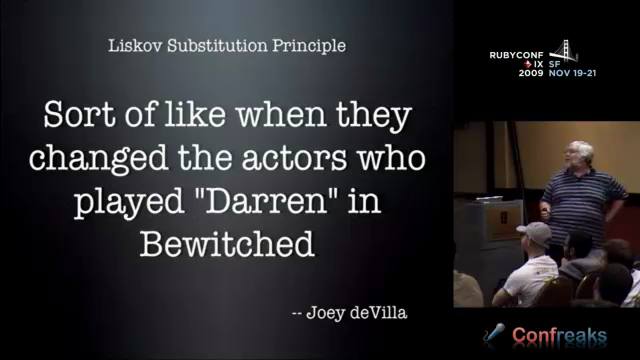 Liskov Substitution Principle
Sort of like when they
changed the actors who
played "Darren" in
Bewitched
-- Joey deVilla
RUBYCONF
IX SF
2009 NOV 19-21
Confreaks